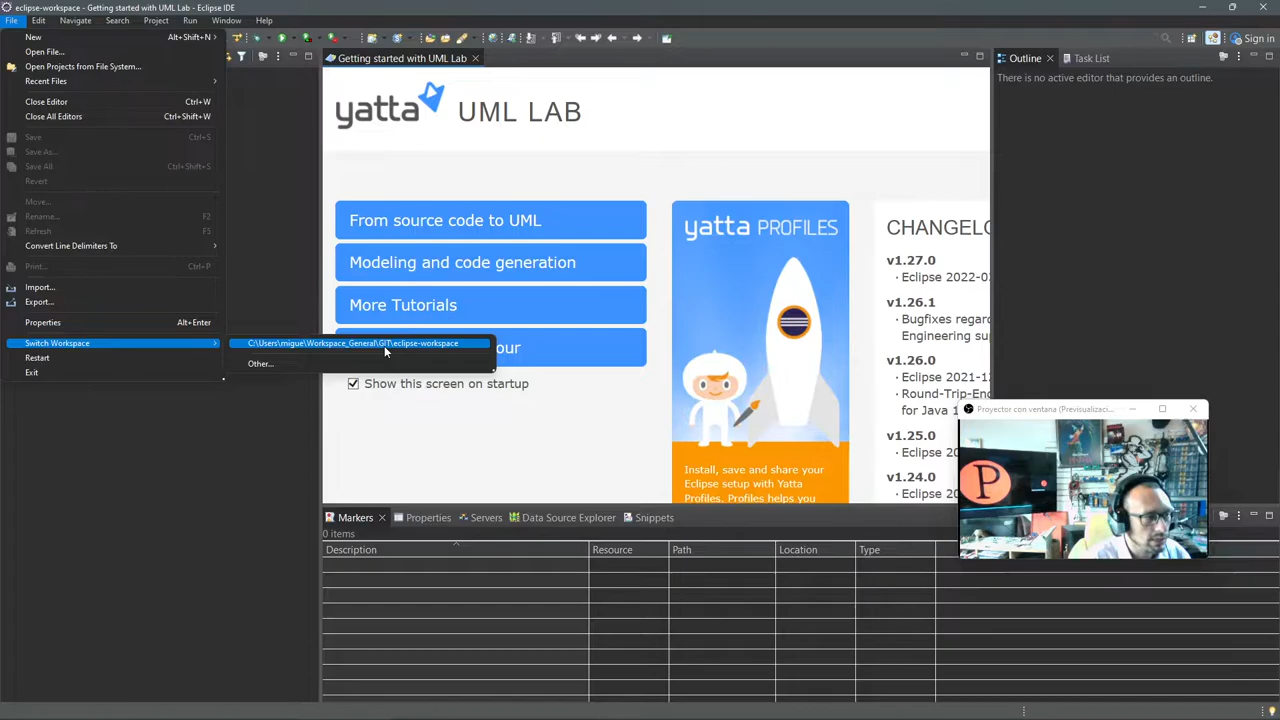 eclipse-workspace - Getting started with UML Lab - Eclipse IDE
File Edit Navigate Search Project Run Window Help
Sign in
New Alt+Shift+N
Open File...
Open Projects from File System...
Recent Files
Close Editor Ctrl+W
Close All Editors Ctrl+Shift+W
Save Ctrl+S
Save As...
Save All Ctrl+Shift+S
Revert
Move...
Rename... F2
Refresh F5
Convert Line Delimiters To
Print... Ctrl+P
Import...
Export...
Properties Alt+Enter
Switch Workspace
Restart
Exit
C:\Users\migue\Workspace_General\GIT\eclipse-workspace
Other...
Getting started with UML Lab
yatta UML LAB
From source code to UML
Modeling and code generation
More Tutorials
our
Show this screen on startup
yatta PROFILES
Install, save and share your
Eclipse setup with Yatta
Profiles. Profiles helps you
CHANGELO
v1.27.0
· Eclipse 2022-0
v1.26.1
· Bugfixes regar
Engineering su
v1.26.0
· Eclipse 2021-1
· Round-Trip-En
for Java 1
v1.25.0
· Eclipse 20
v1.24.0
· Eclipse 20
Outline Task List
There is no active editor that provides an outline.
Proyector con ventana (Previsualizaci...
P
Markers Properties Servers Data Source Explorer Snippets
0 items
Description Resource Path Location Type